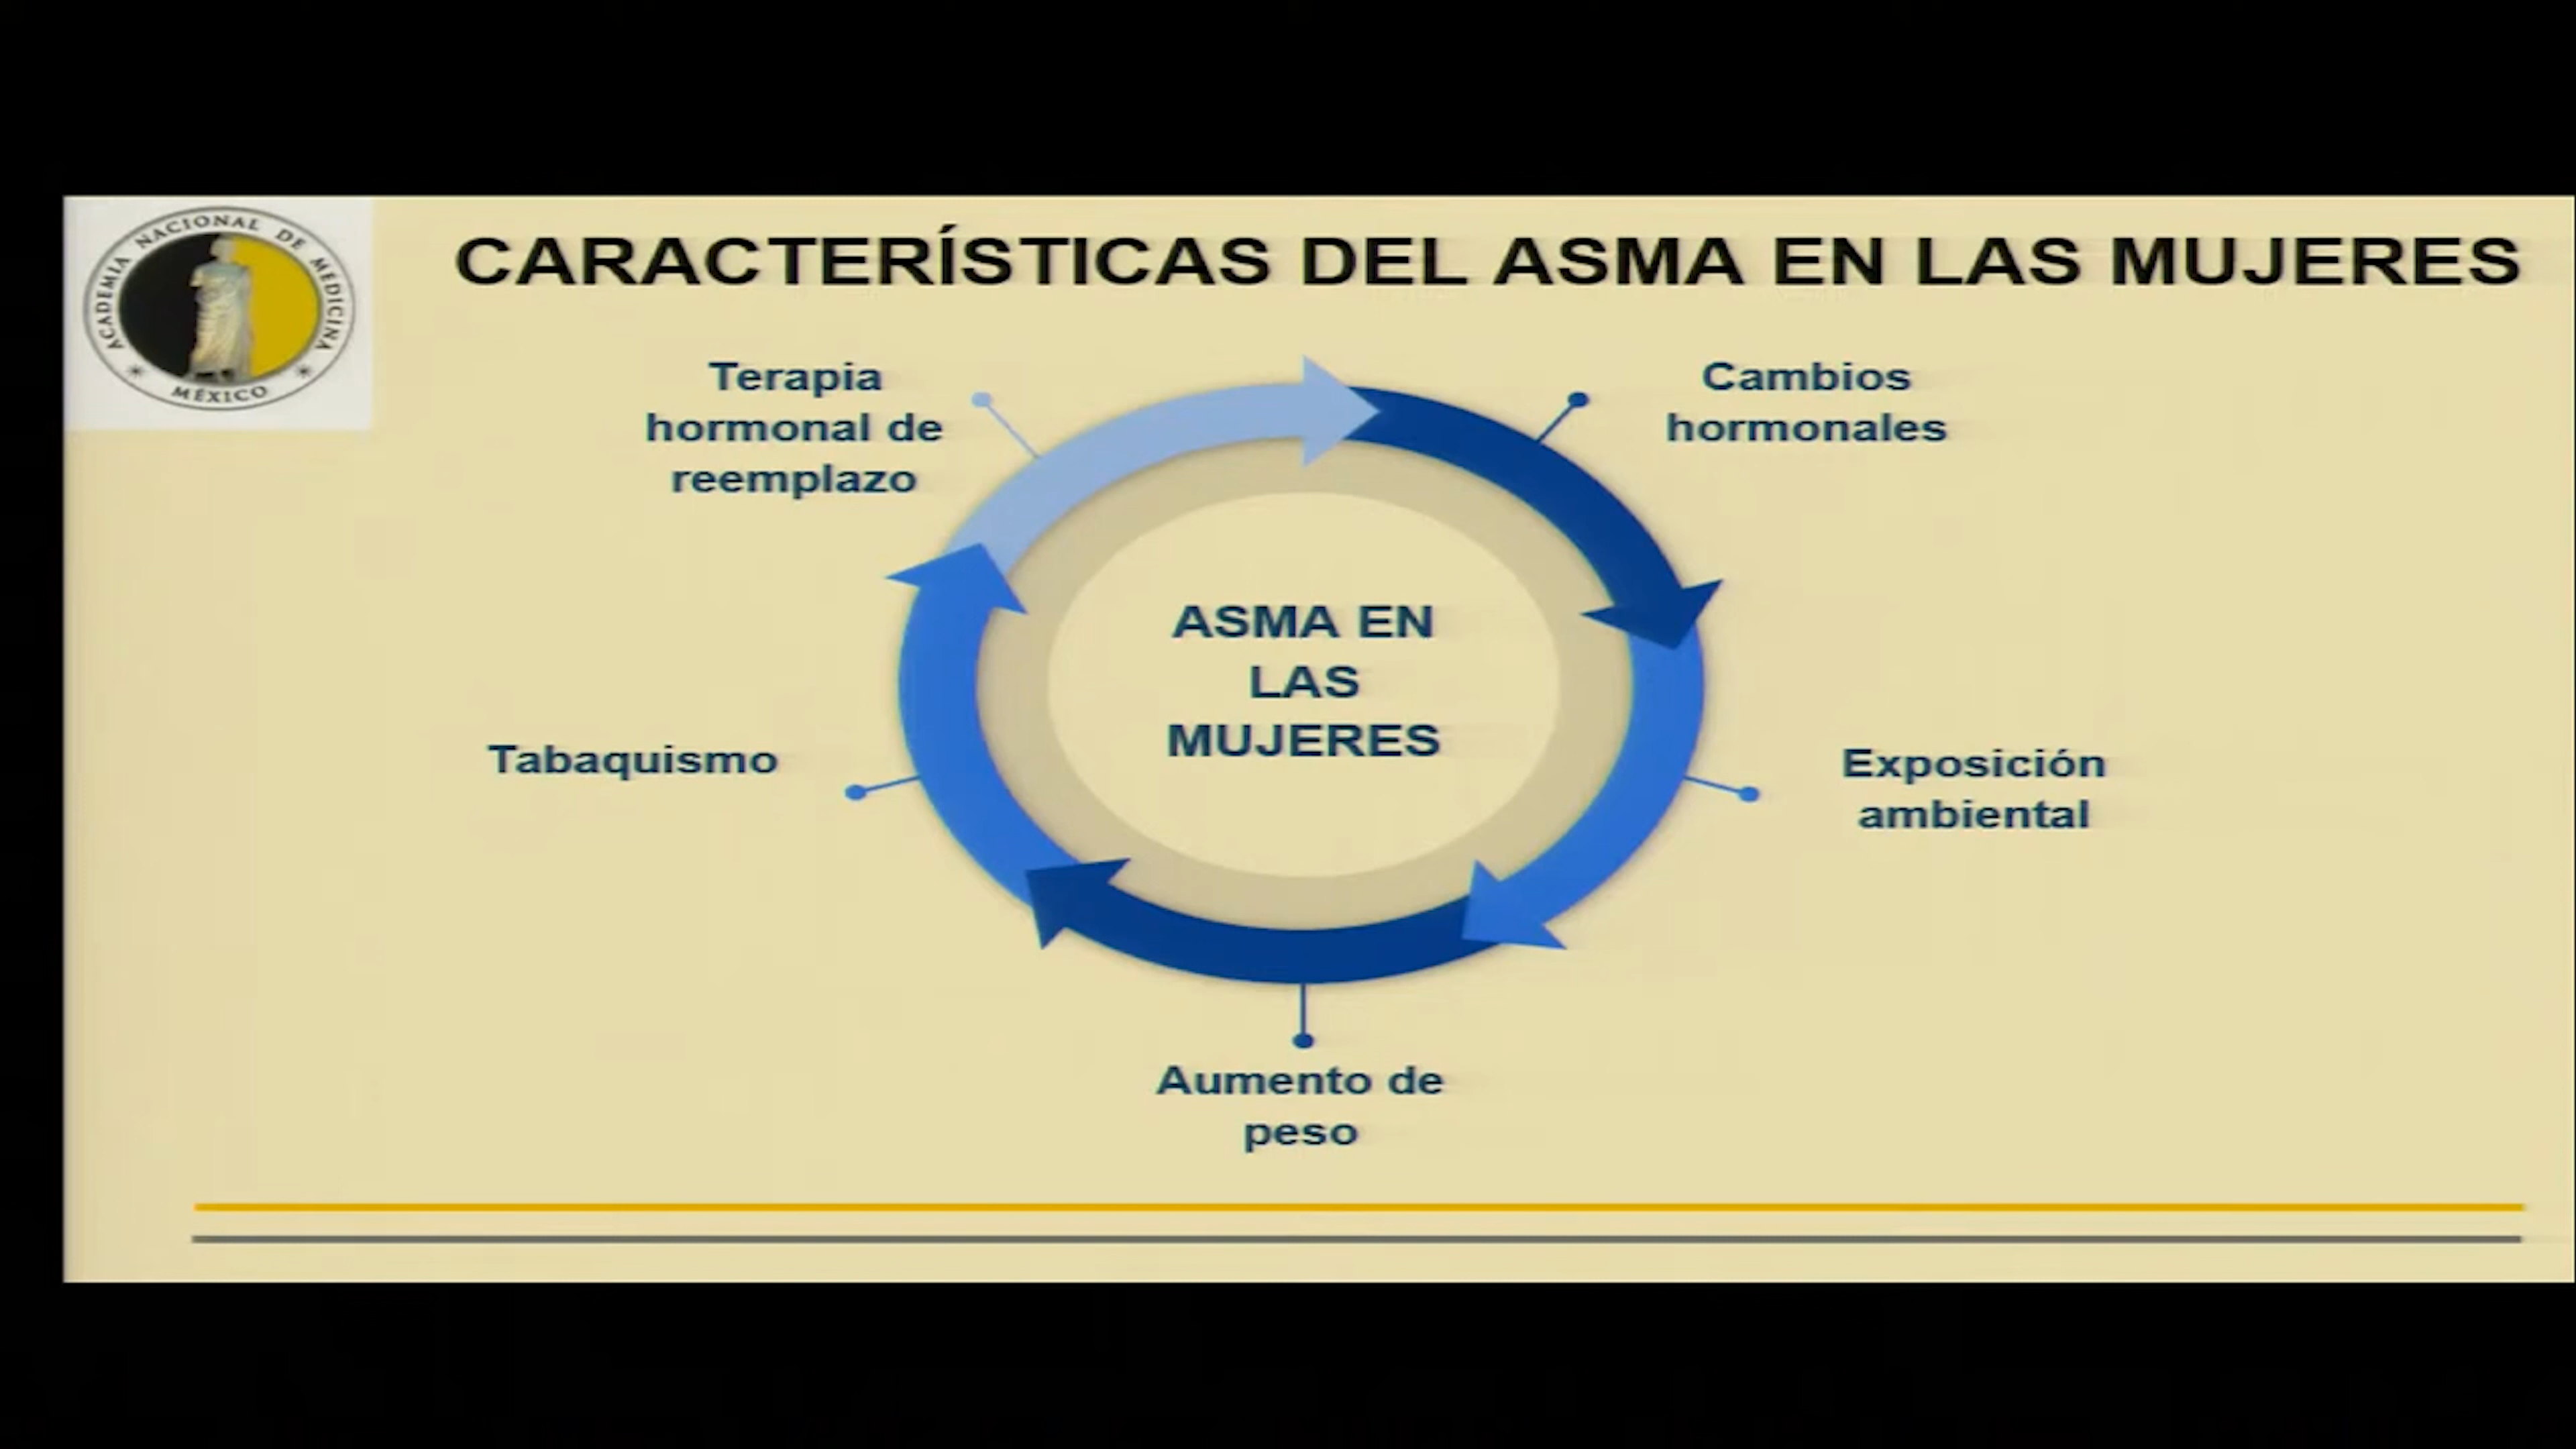 ACADEMIA NACIONAL DE MEDICINA
MÉXICO
CARACTERÍSTICAS DEL ASMA EN LAS MUJERES
Terapia
hormonal de
reemplazo
Cambios
hormonales
ASMA EN
LAS
MUJERES
Tabaquismo
Exposición
ambiental
Aumento de
peso